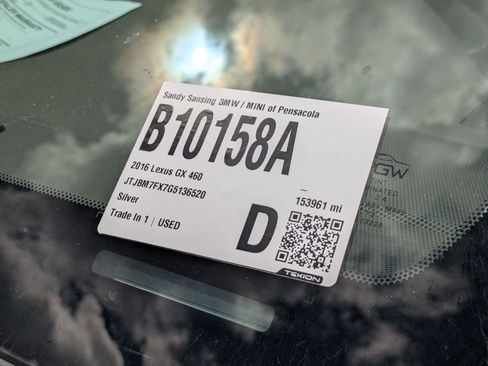 Sandy Sansing BMW / MINI of Pensacola
B10158A
2016 Lexus GX 460
JTJBM7FX7G5136520
Silver
Trade In 1 | USED
153961 mi
D
TEKION